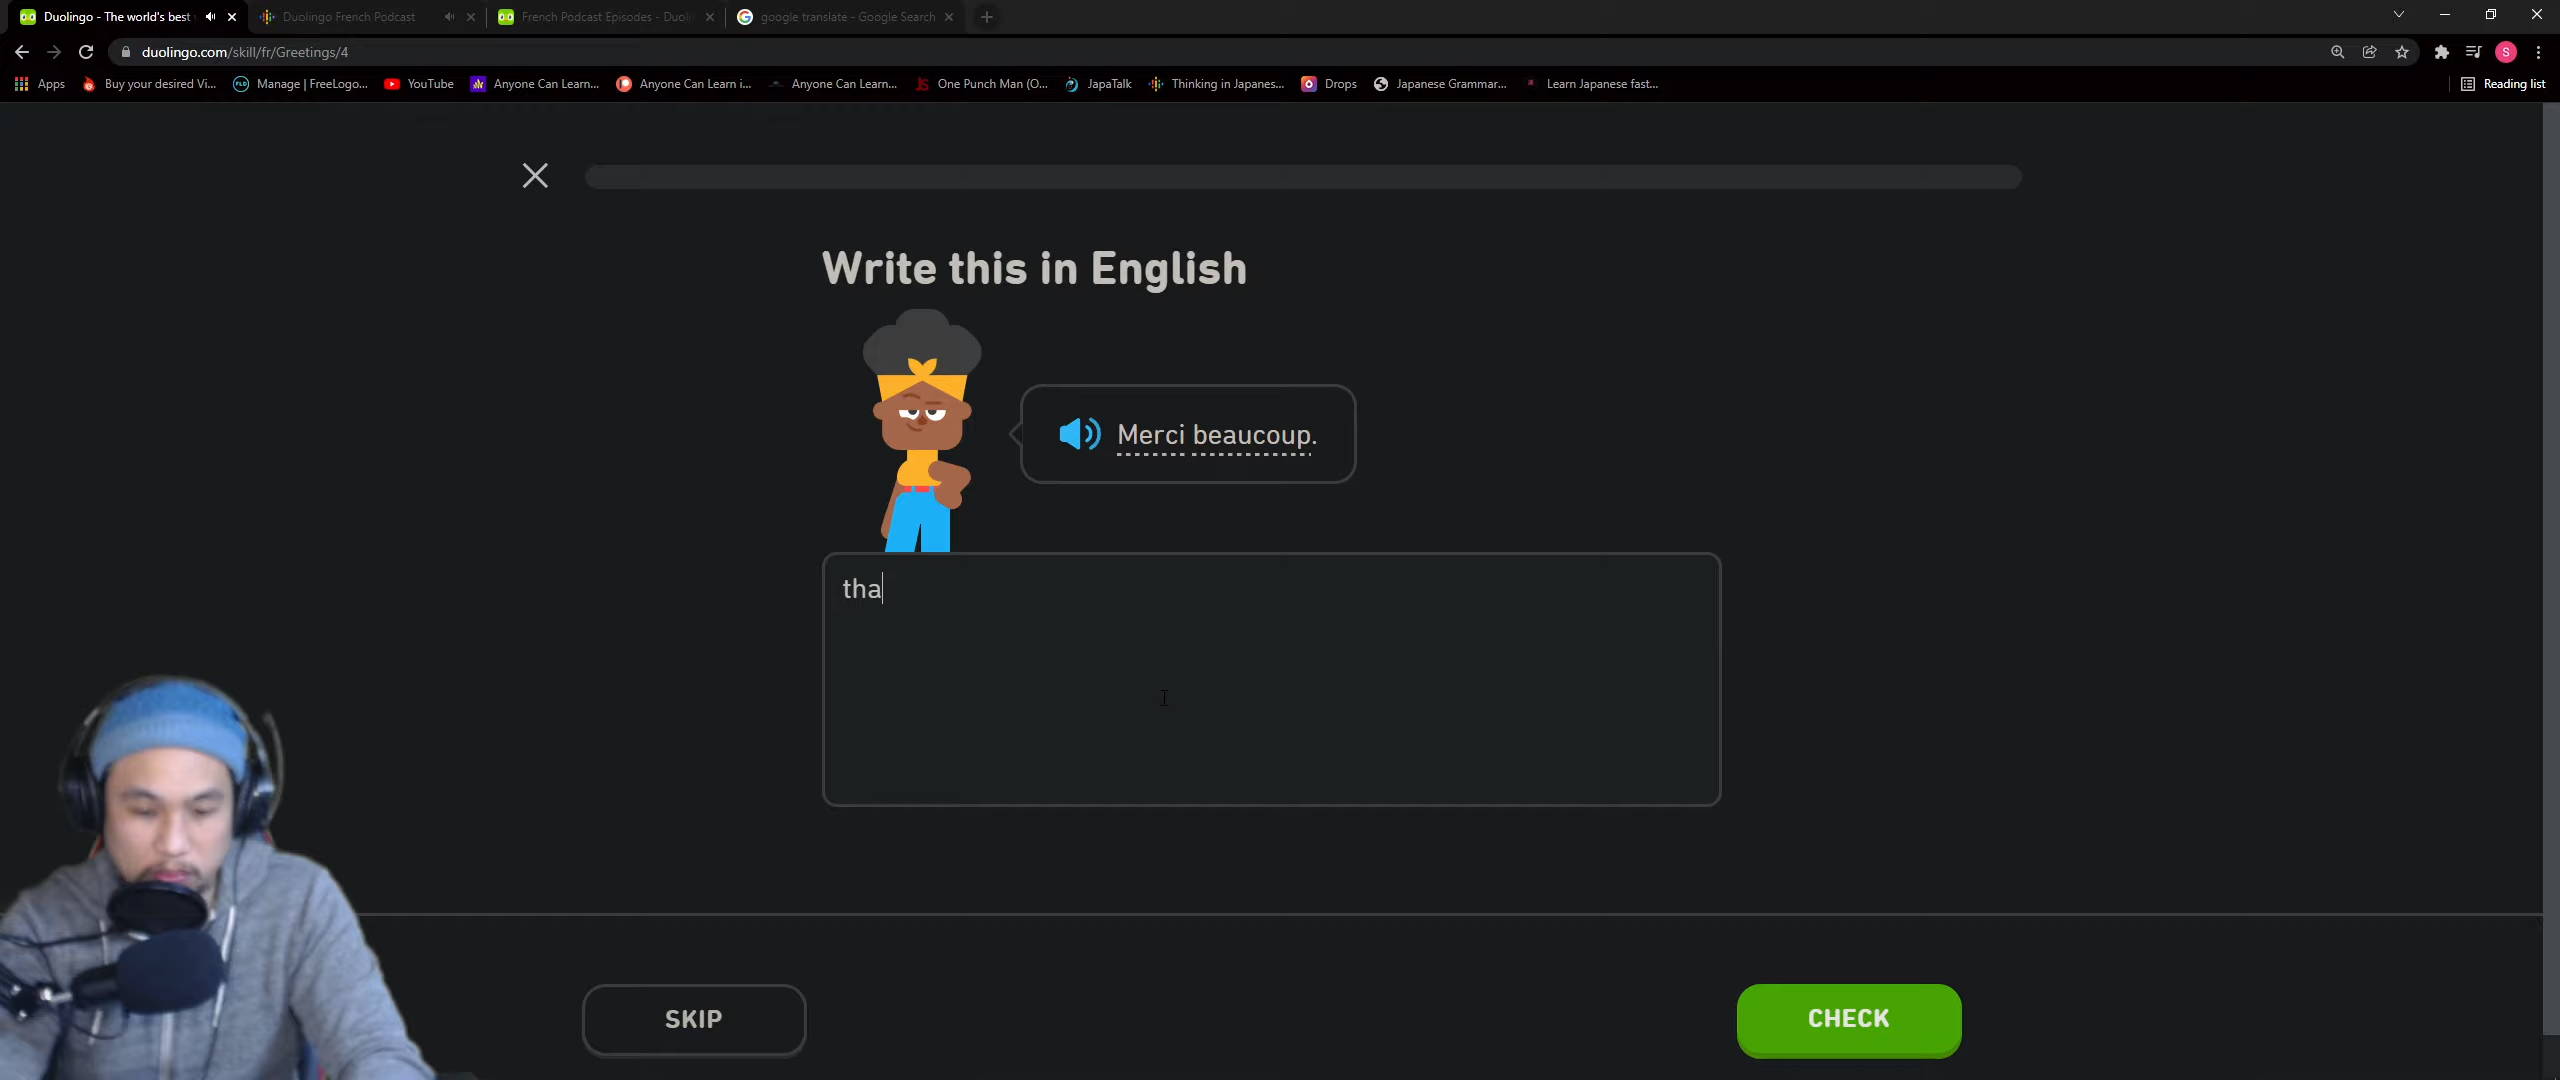 Duolingo - The world's best
Duolingo French Podcast
French Podcast Episodes - Duoli
google translate - Google Search
duolingo.com/skill/fr/Greetings/4
Apps
Buy your desired Vi...
Manage | FreeLogo...
YouTube
Anyone Can Learn...
Anyone Can Learn i...
Anyone Can Learn...
One Punch Man (O...
JapaTalk
Thinking in Japanes...
Drops
Japanese Grammar...
Learn Japanese fast...
Reading list
S
Write this in English
Merci beaucoup.
tha
SKIP
CHECK